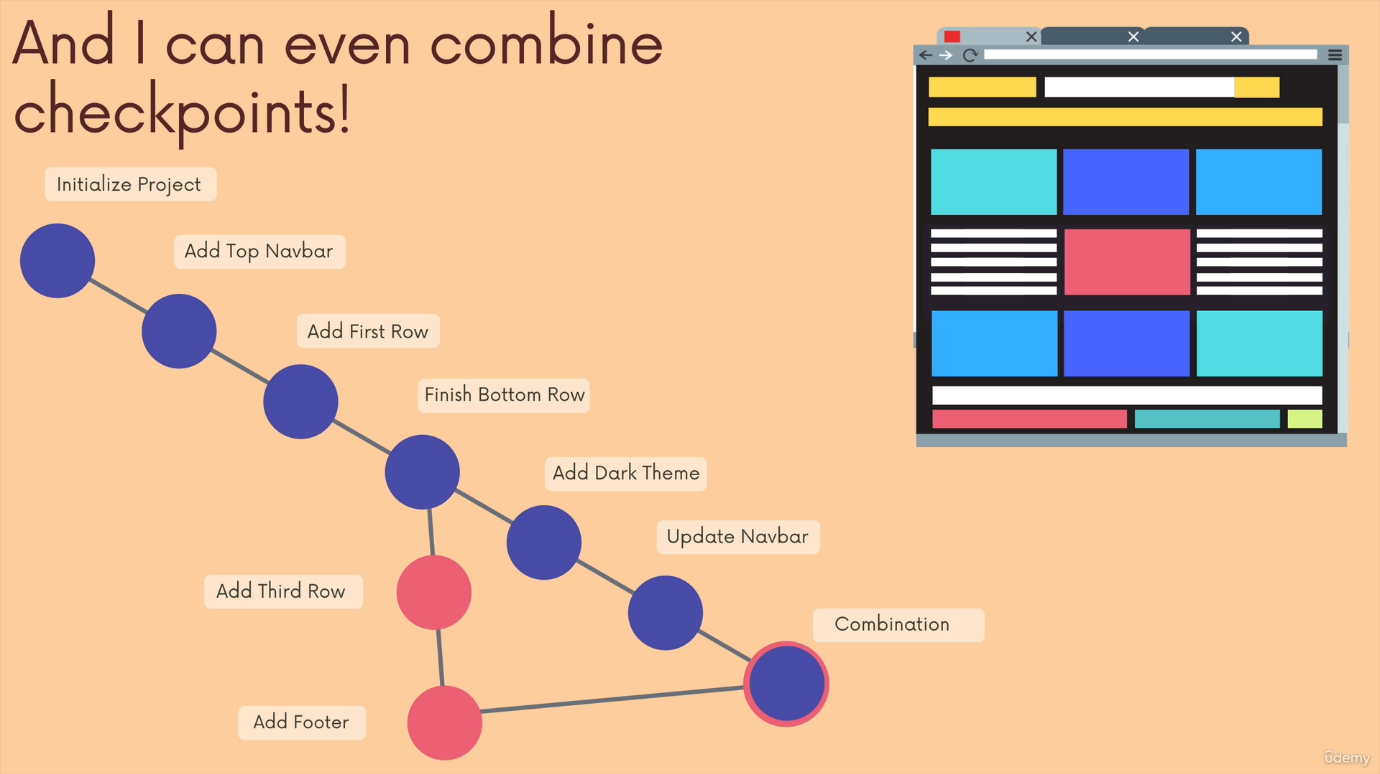 And I can even combine
checkpoints!
Initialize Project
Add Top Navbar
Add First Row
Finish Bottom Row
Add Dark Theme
Update Navbar
Add Third Row
Combination
Add Footer
ûdemy